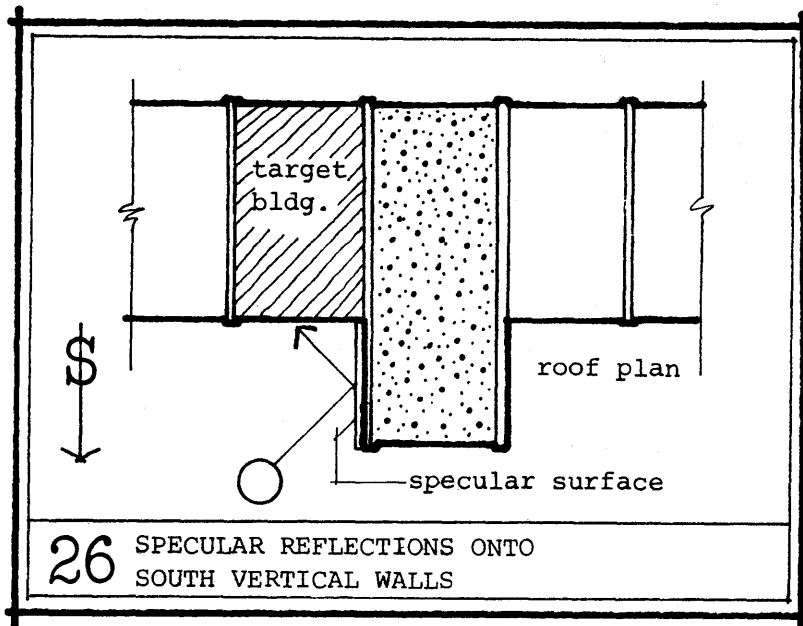 target
bldg.
S
roof plan
specular surface
26 SPECULAR REFLECTIONS ONTO
SOUTH VERTICAL WALLS